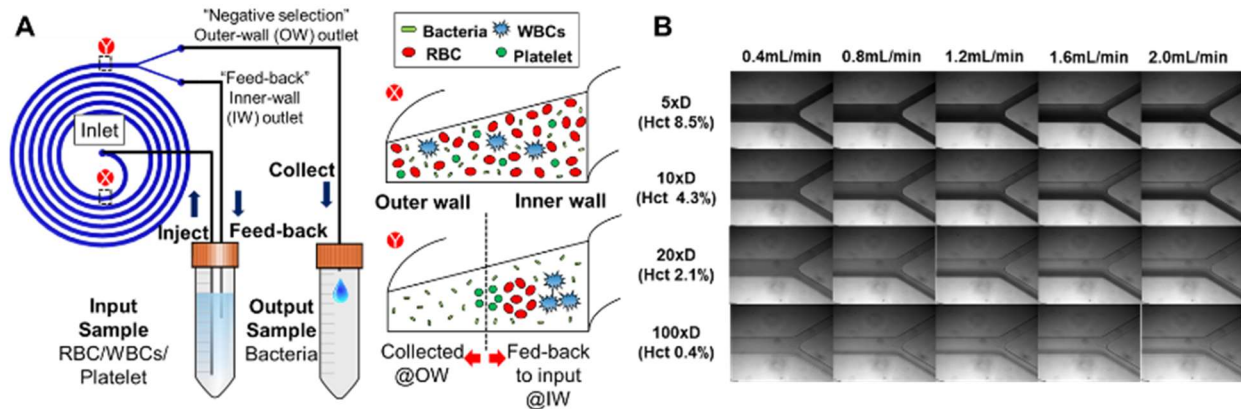 A
"Negative selection"
Outer-wall (OW) outlet
Y
"Feed-back"
Inner-wall
(IW) outlet
Inlet
X
Collect
Inject
Feed-back
Input
Sample
RBC/WBCs/
Platelet
Output
Sample
Bacteria
Bacteria
WBCs
RBC
Platelet
X
Outer wall
Inner wall
Y
Collected
@OW
Fed-back
to input
@IW
B
0.4mL/min
0.8mL/min
1.2mL/min
1.6mL/min
2.0mL/min
5xD
(Hct 8.5%)
10xD
(Hct 4.3%)
20xD
(Hct 2.1%)
100xD
(Hct 0.4%)